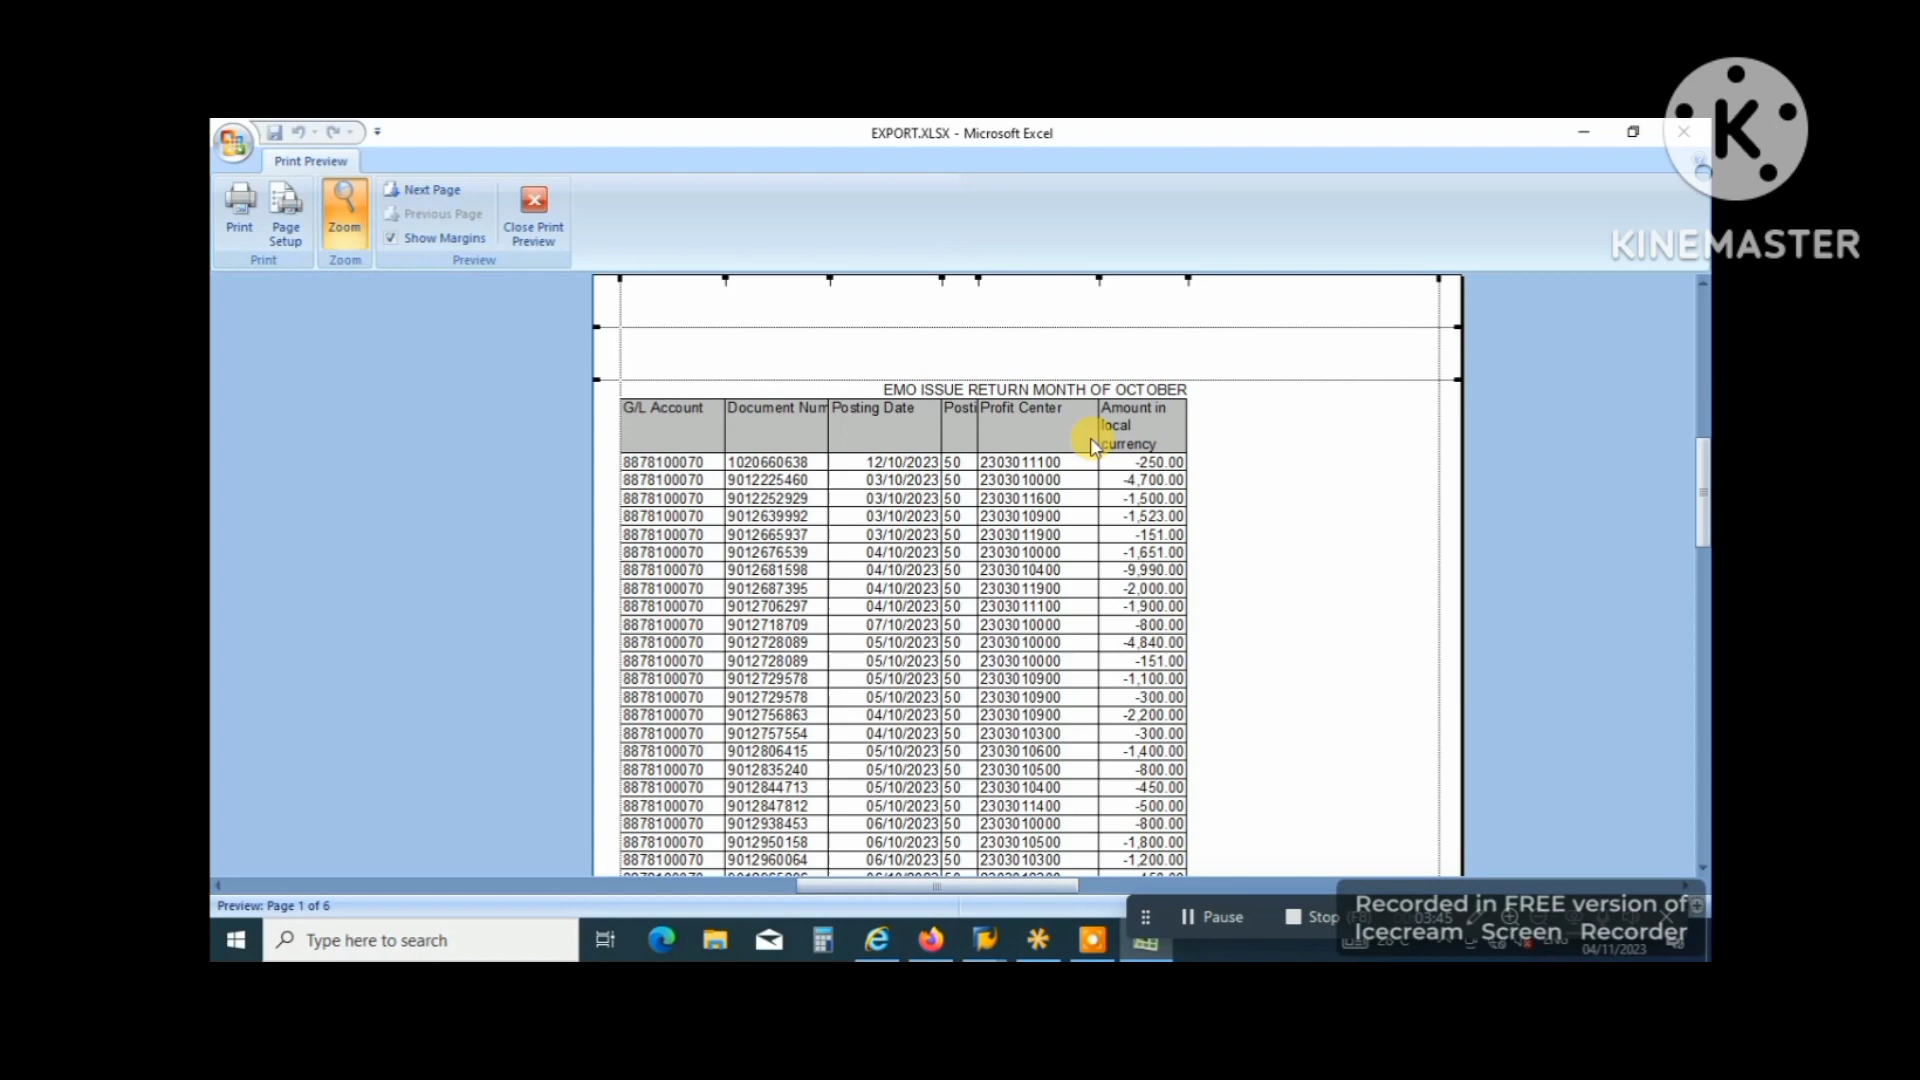 EXPORT.XLSX - Microsoft Excel
Print Preview
Print
Page Setup
Zoom
Next Page
Previous Page
Show Margins
Close Print Preview
Print
Zoom
Preview
K
KINEMASTER
EMO ISSUE RETURN MONTH OF OCTOBER
G/L Account Document Num Posting Date Posti Profit Center Amount in local currency
8878100070 1020660638 12/10/2023 50 2303011100 -250.00
8878100070 9012225460 03/10/2023 50 2303010000 -4,700.00
8878100070 9012252929 03/10/2023 50 2303011600 -1,500.00
8878100070 9012639992 03/10/2023 50 2303010900 -1,523.00
8878100070 9012665937 03/10/2023 50 2303011900 -151.00
8878100070 9012676539 04/10/2023 50 2303010000 -1,651.00
8878100070 9012681598 04/10/2023 50 2303010400 -9,990.00
8878100070 9012687395 04/10/2023 50 2303011900 -2,000.00
8878100070 9012706297 04/10/2023 50 2303011100 -1,900.00
8878100070 9012718709 07/10/2023 50 2303010000 -800.00
8878100070 9012728089 05/10/2023 50 2303010000 -4,840.00
8878100070 9012728089 05/10/2023 50 2303010000 -151.00
8878100070 9012729578 05/10/2023 50 2303010900 -1,100.00
8878100070 9012729578 05/10/2023 50 2303010900 -300.00
8878100070 9012756863 04/10/2023 50 2303010900 -2,200.00
8878100070 9012757554 04/10/2023 50 2303010300 -300.00
8878100070 9012806415 05/10/2023 50 2303010600 -1,400.00
8878100070 9012835240 05/10/2023 50 2303010500 -800.00
8878100070 9012844713 05/10/2023 50 2303010400 -450.00
8878100070 9012847812 05/10/2023 50 2303011400 -500.00
8878100070 9012938453 06/10/2023 50 2303010000 -800.00
8878100070 9012950158 06/10/2023 50 2303010500 -1,800.00
8878100070 9012960064 06/10/2023 50 2303010300 -1,200.00
Preview: Page 1 of 6
Pause
Stop
03:45
Recorded in FREE version of
Icecream Screen Recorder
Type here to search
04/11/2023